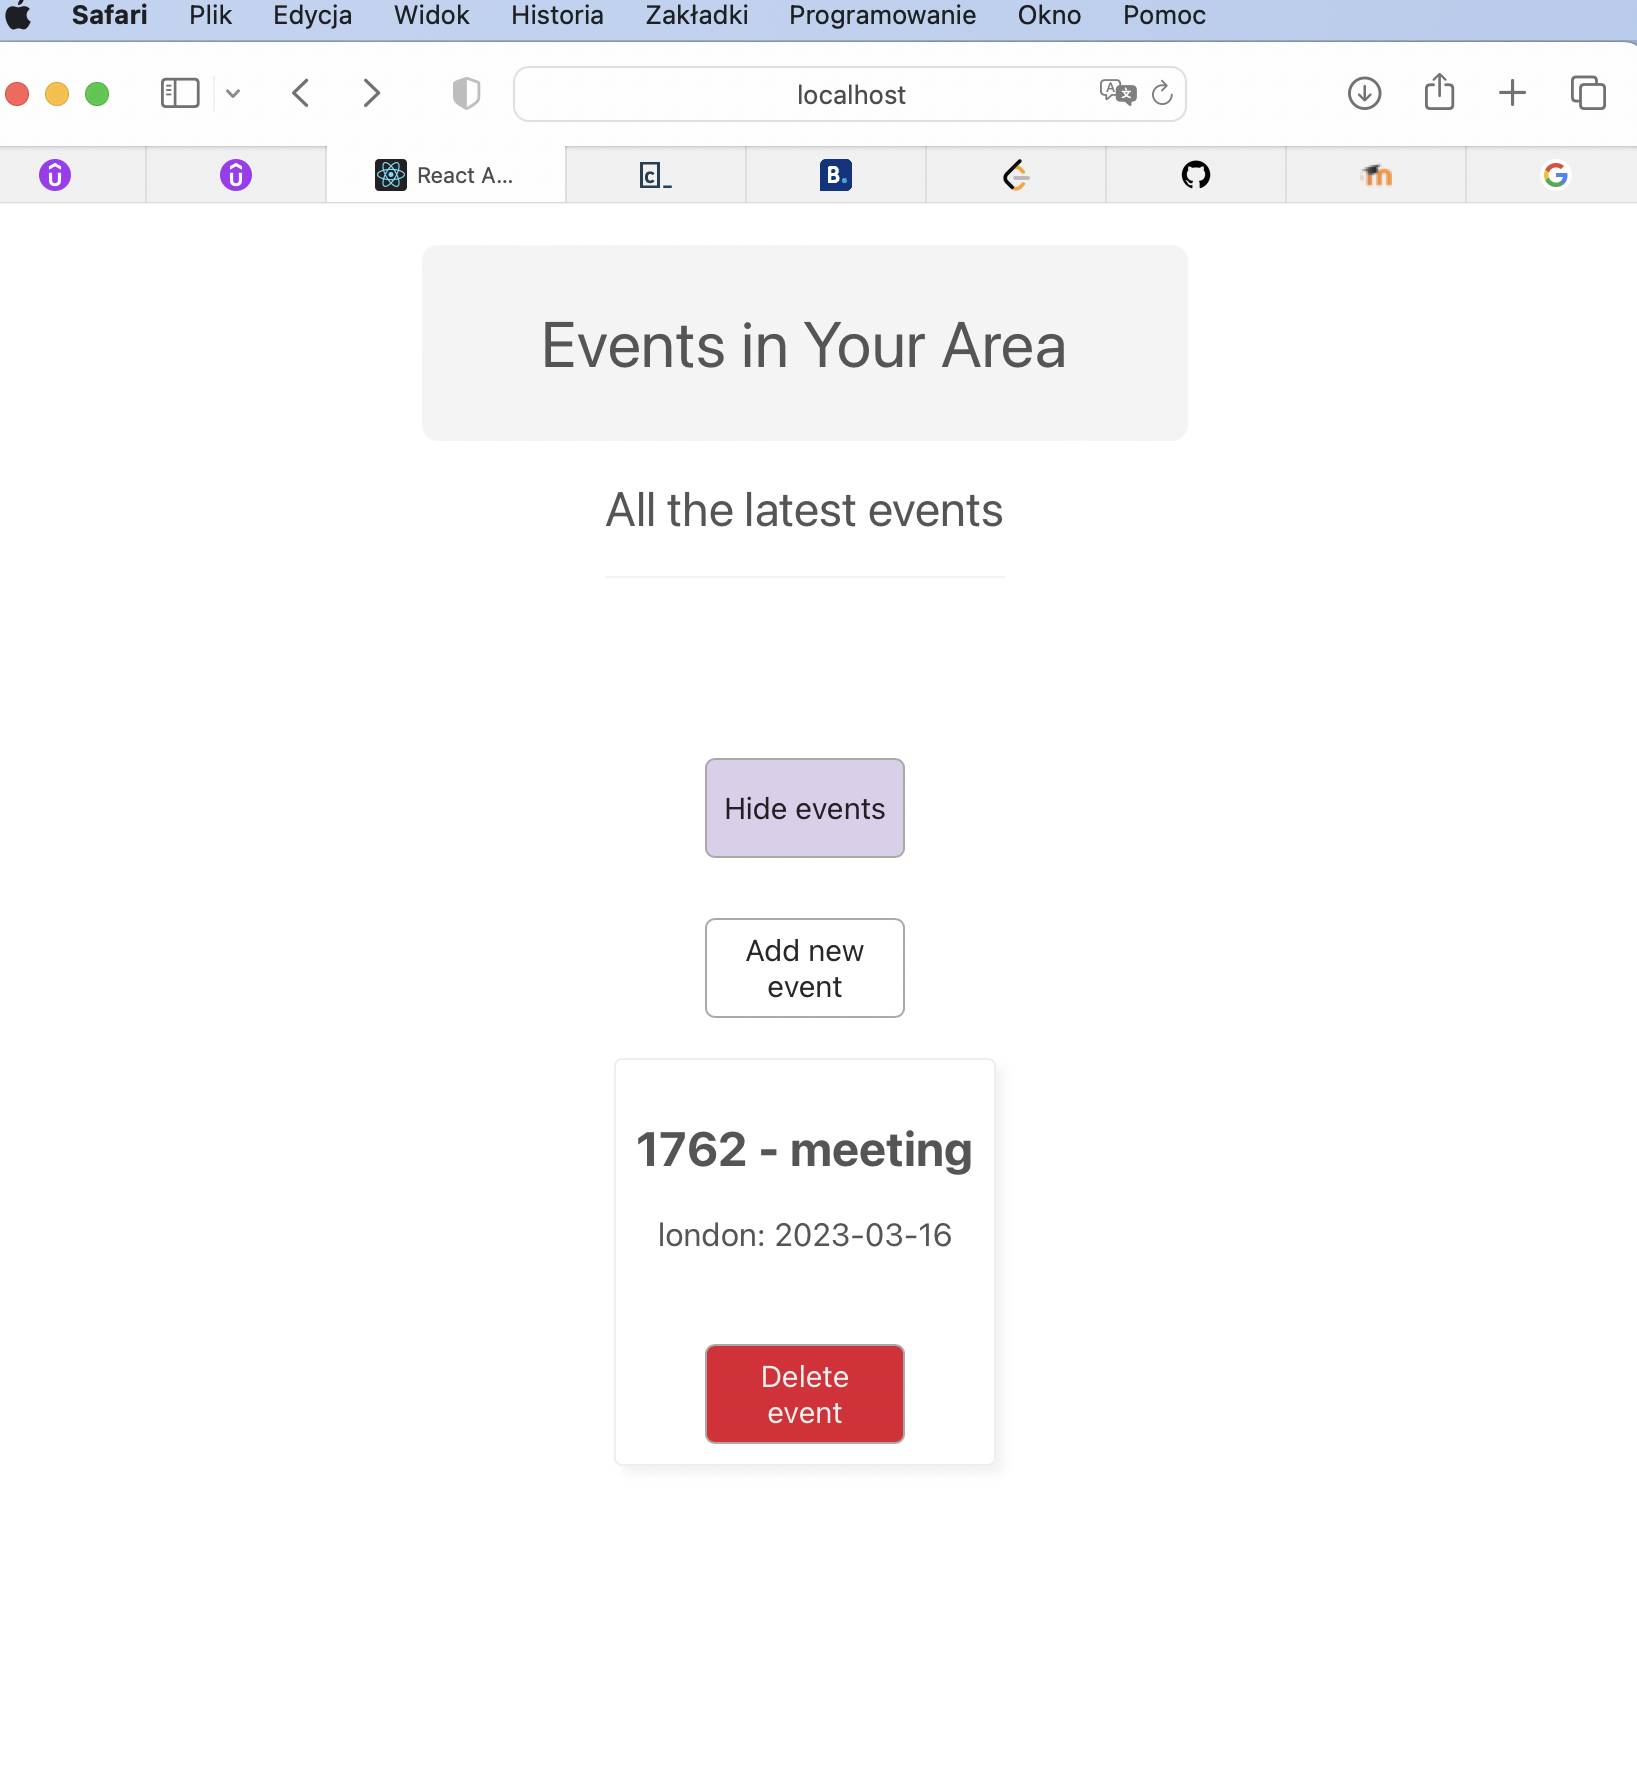 Safari Plik Edycja Widok Historia Zakładki Programowanie Okno Pomoc
localhost
React A...
Events in Your Area
All the latest events
Hide events
Add new
event
1762 - meeting
london: 2023-03-16
Delete
event